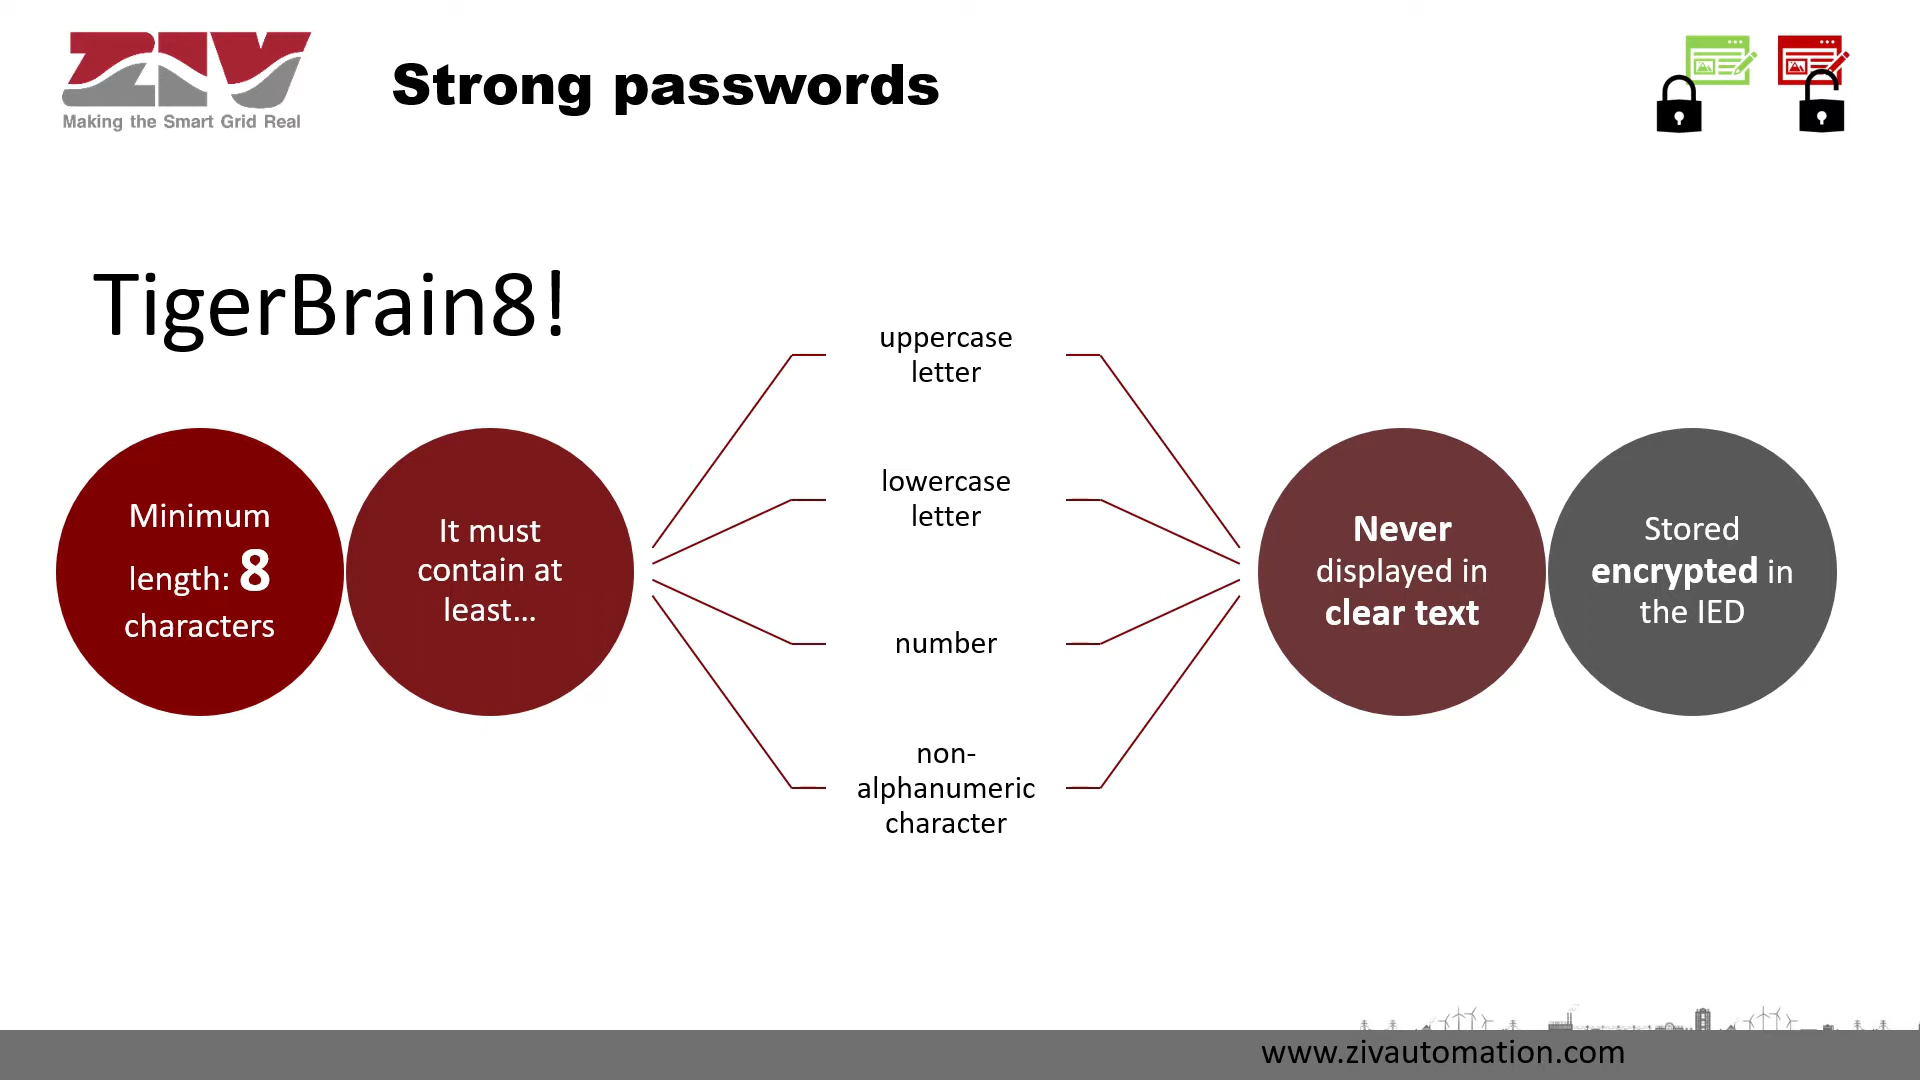 ZIV
Making the Smart Grid Real
Strong passwords
TigerBrain8!
Minimum
length: 8
characters
It must
contain at
least...
uppercase
letter
lowercase
letter
number
non-
alphanumeric
character
Never
displayed in
clear text
Stored
encrypted in
the IED
www.zivautomation.com